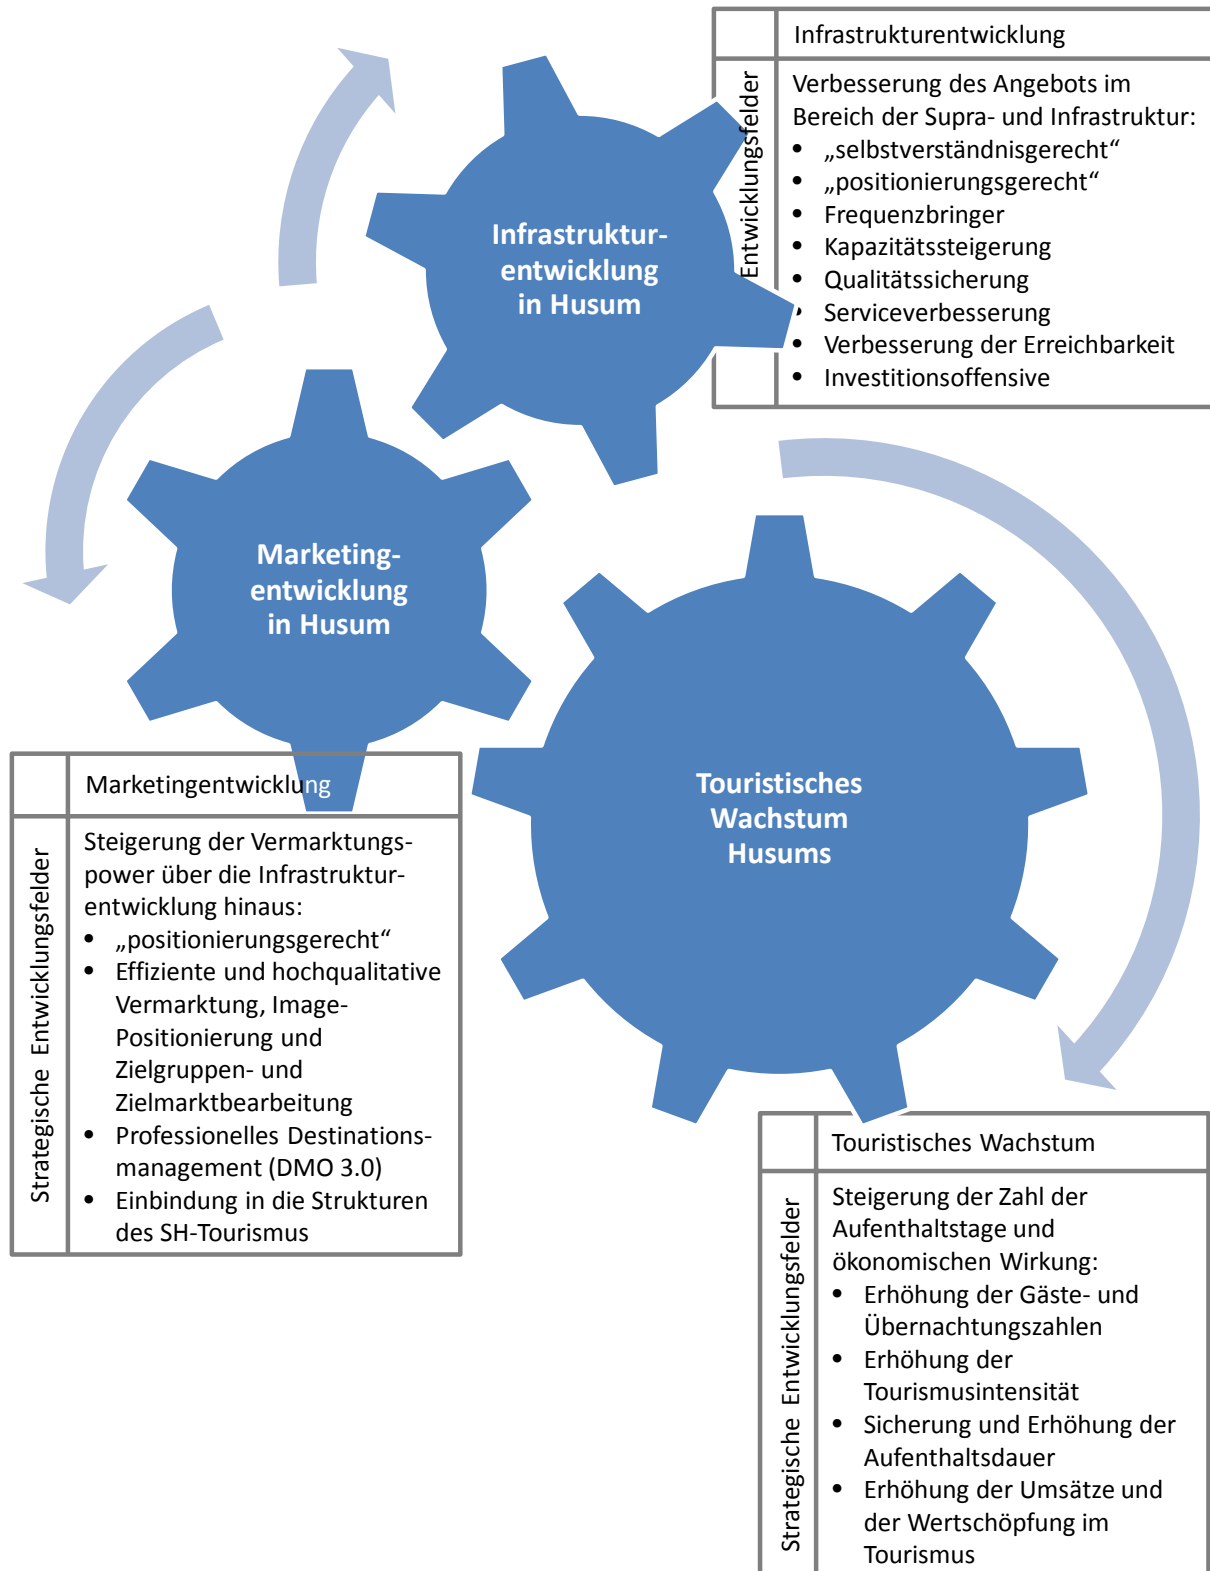 Infrastrukturentwicklung
Entwicklungsfelder
Verbesserung des Angebots im
Bereich der Supra- und Infrastruktur:
• „selbstverständnisgerecht“
• „positionierungsgerecht“
• Frequenzbringer
• Kapazitätssteigerung
• Qualitätssicherung
• Serviceverbesserung
• Verbesserung der Erreichbarkeit
• Investitionsoffensive
Infrastruktur-
entwicklung
in Husum
Marketing-
entwicklung
in Husum
Touristisches
Wachstum
Husums
Marketingentwicklung
Strategische Entwicklungsfelder
Steigerung der Vermarktungs-
power über die Infrastruktur-
entwicklung hinaus:
• „positionierungsgerecht“
• Effiziente und hochqualitative
Vermarktung, Image-
Positionierung und
Zielgruppen- und
Zielmarktbearbeitung
• Professionelles Destinations-
management (DMO 3.0)
• Einbindung in die Strukturen
des SH-Tourismus
Touristisches Wachstum
Strategische Entwicklungsfelder
Steigerung der Zahl der
Aufenthaltstage und
ökonomischen Wirkung:
• Erhöhung der Gäste- und
Übernachtungszahlen
• Erhöhung der
Tourismusintensität
• Sicherung und Erhöhung der
Aufenthaltsdauer
• Erhöhung der Umsätze und
der Wertschöpfung im
Tourismus